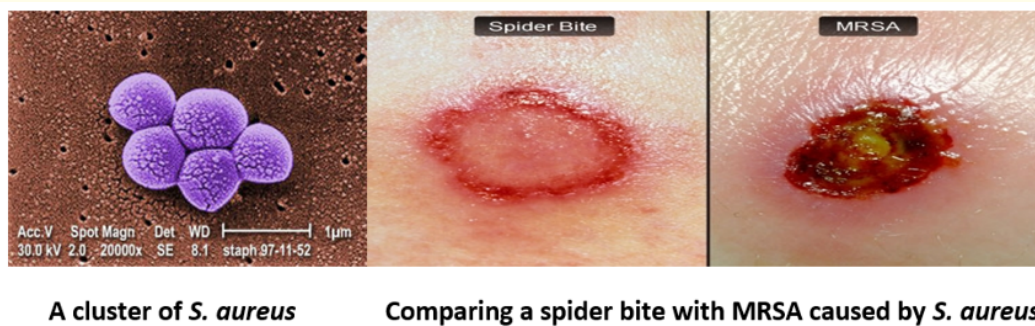 Spider Bite
MRSA
Acc.V Spot Magn Det WD 1µm
30.0 kV 2.0 20000x SE 8.1 staph 97-11-52
A cluster of S. aureus
Comparing a spider bite with MRSA caused by S. aureus